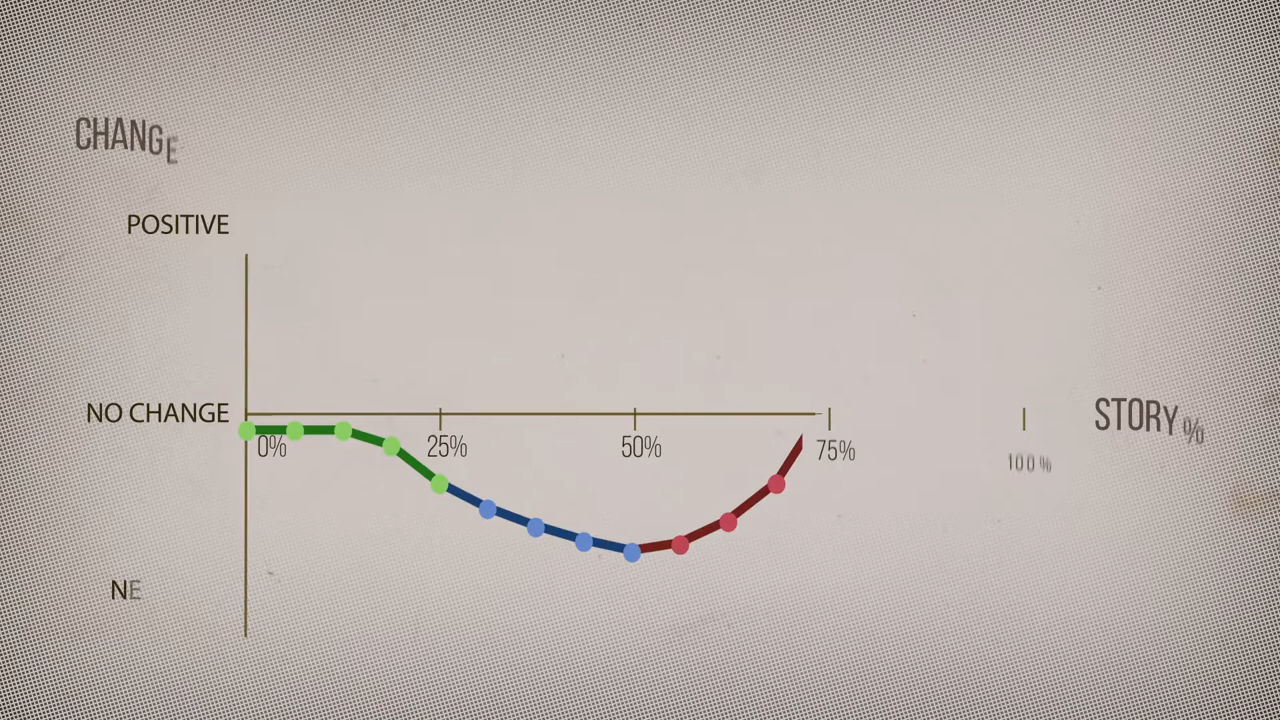 CHANGE
POSITIVE
NO CHANGE
0%
25%
50%
75%
100%
STORY%
NE